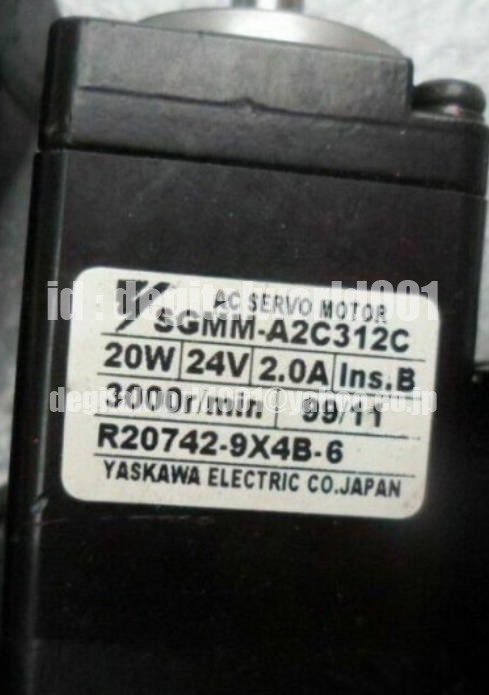 AC SERVO MOTOR
SGMM-A2C312C
20W 24V 2.0A Ins.B
3000r/min 99/11
R20742-9X4B-6
YASKAWA ELECTRIC CO.JAPAN